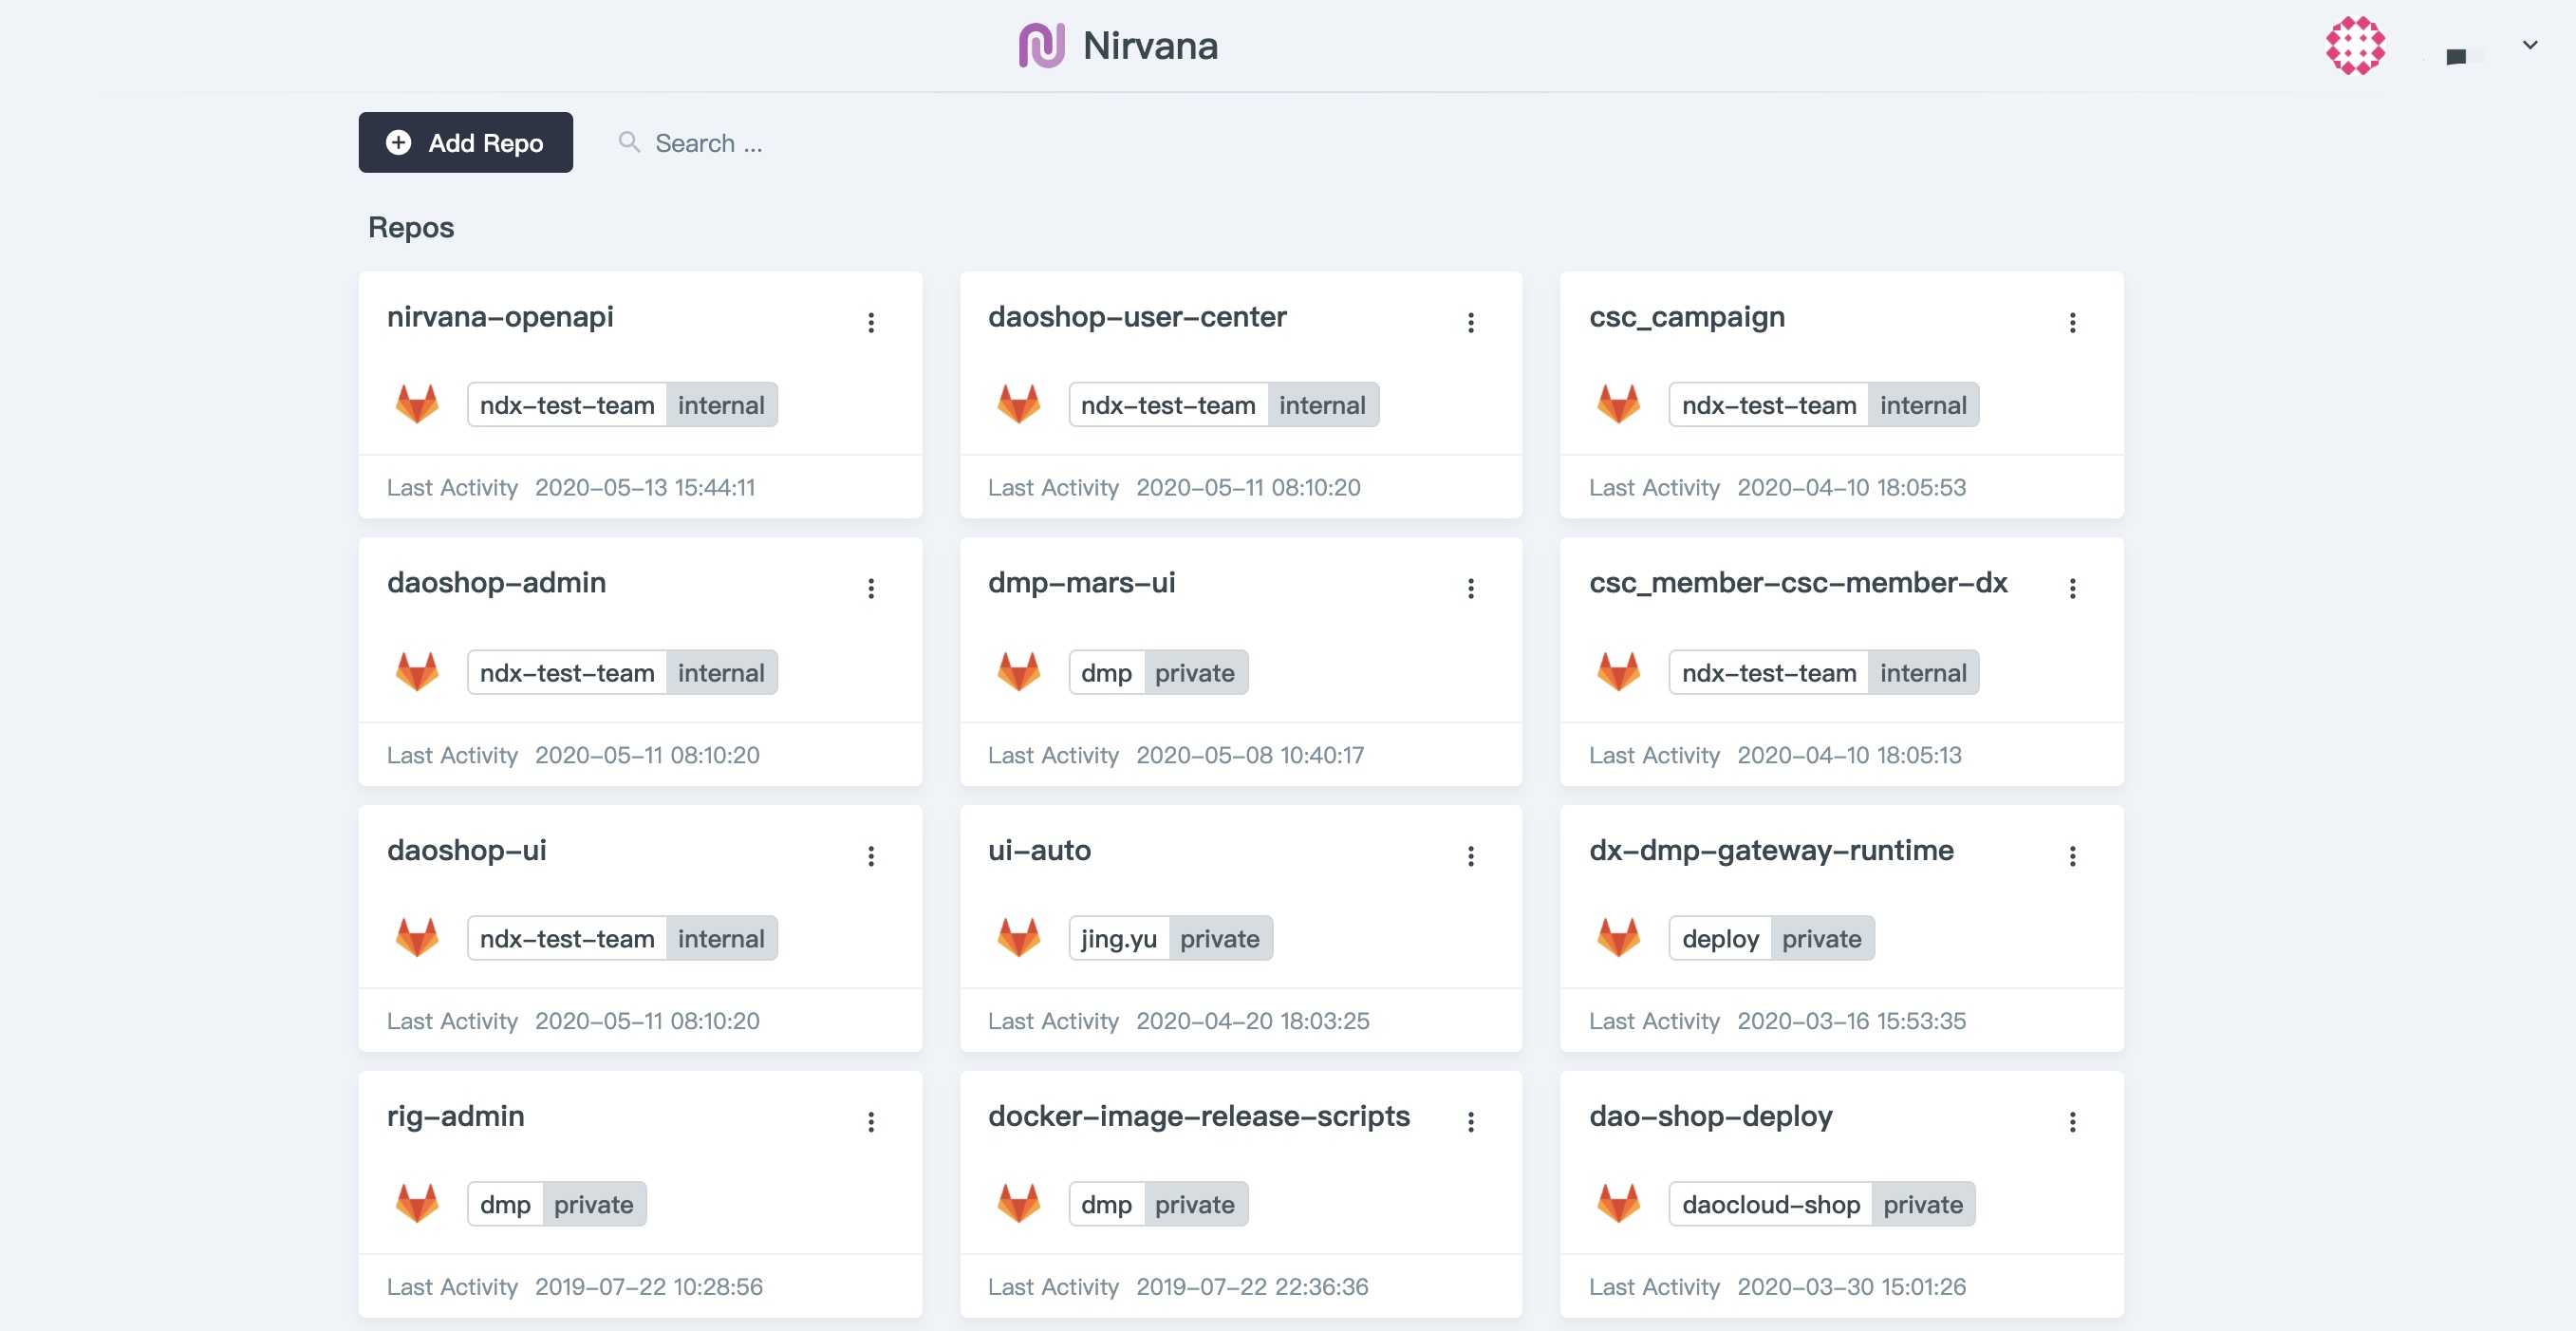 Nirvana
Add Repo
Search ...
Repos
nirvana-openapi
ndx-test-team internal
Last Activity 2020-05-13 15:44:11
daoshop-user-center
ndx-test-team internal
Last Activity 2020-05-11 08:10:20
csc_campaign
ndx-test-team internal
Last Activity 2020-04-10 18:05:53
daoshop-admin
ndx-test-team internal
Last Activity 2020-05-11 08:10:20
dmp-mars-ui
dmp private
Last Activity 2020-05-08 10:40:17
csc_member-csc-member-dx
ndx-test-team internal
Last Activity 2020-04-10 18:05:13
daoshop-ui
ndx-test-team internal
Last Activity 2020-05-11 08:10:20
ui-auto
jing.yu private
Last Activity 2020-04-20 18:03:25
dx-dmp-gateway-runtime
deploy private
Last Activity 2020-03-16 15:53:35
rig-admin
dmp private
Last Activity 2019-07-22 10:28:56
docker-image-release-scripts
dmp private
Last Activity 2019-07-22 22:36:36
dao-shop-deploy
daocloud-shop private
Last Activity 2020-03-30 15:01:26